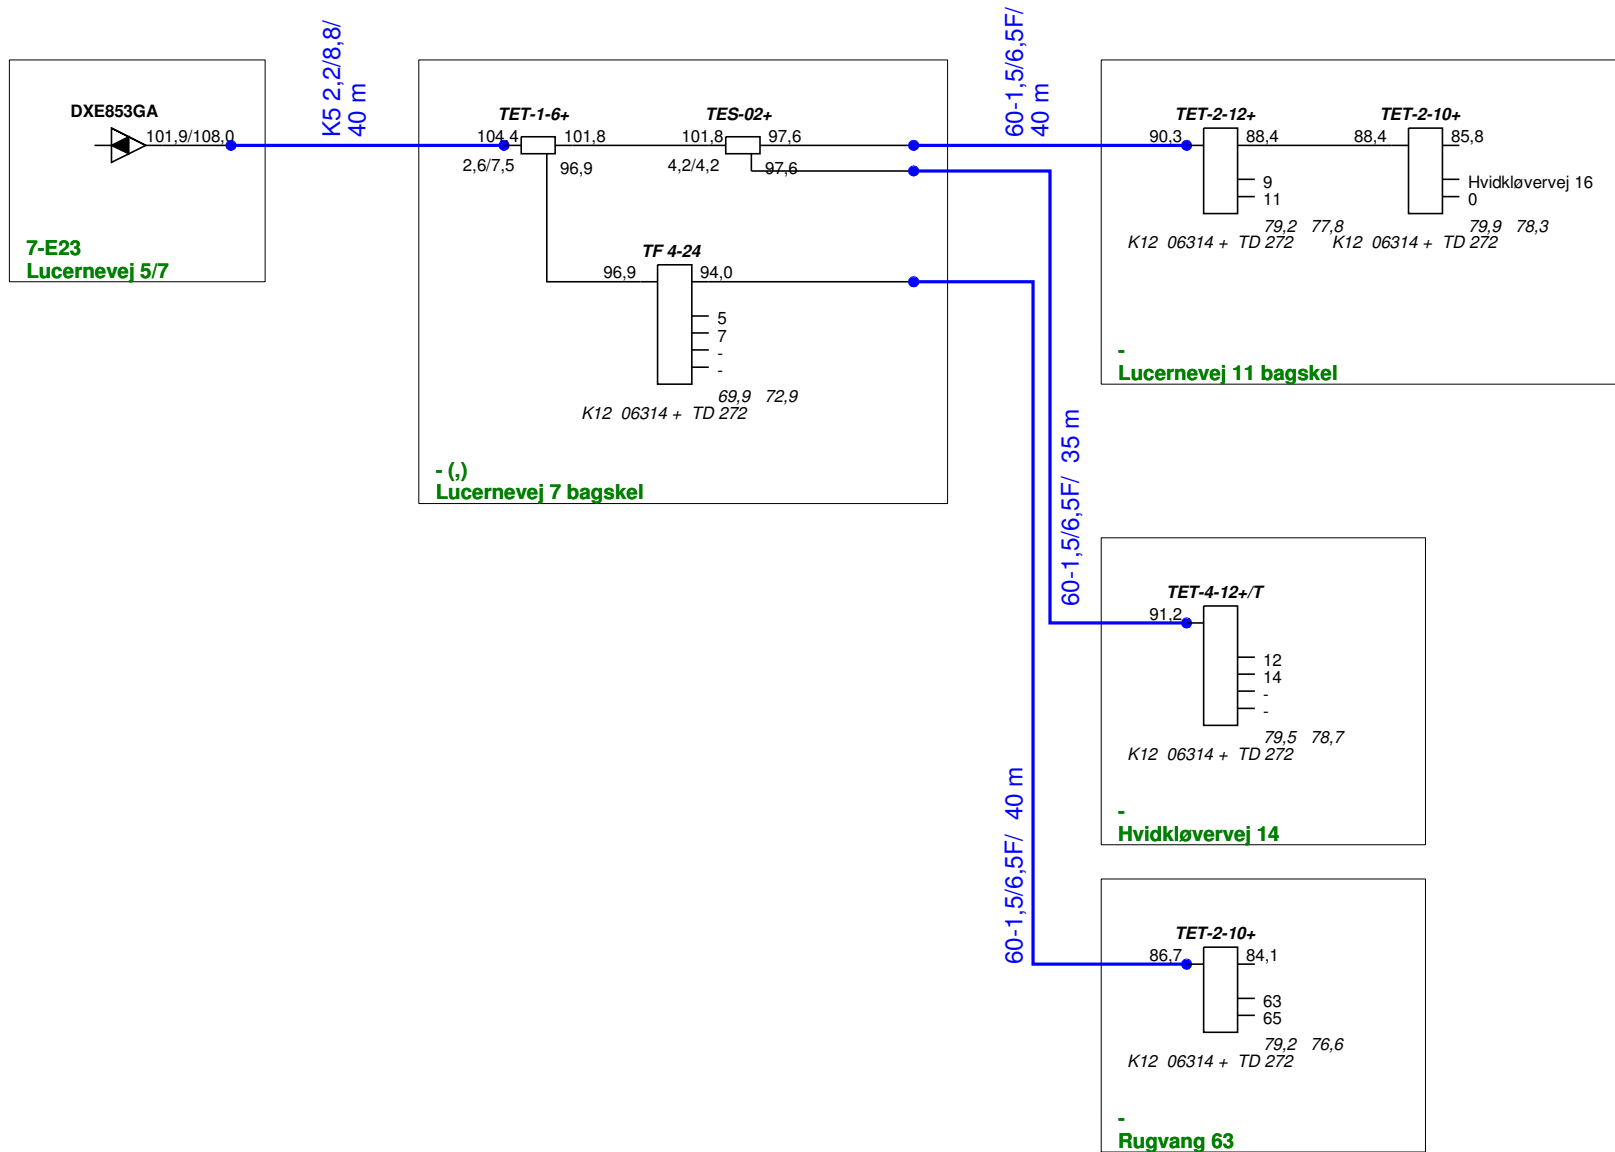 DXE853GA
101,9/108,0
7-E23
Lucernevej 5/7
K5 2,2/8,8/
40 m
TET-1-6+
104,4
101,8
2,6/7,5
96,9
TES-02+
101,8
97,6
4,2/4,2
97,6
TF 4-24
96,9
94,0
5
7
-
-
69,9 72,9
K12 06314 + TD 272
- (,)
Lucernevej 7 bagskel
60-1,5/6,5F/
40 m
TET-2-12+
90,3
88,4
9
11
79,2 77,8
K12 06314 + TD 272
TET-2-10+
88,4
85,8
Hvidkløvervej 16
0
79,9 78,3
K12 06314 + TD 272
-
Lucernevej 11 bagskel
60-1,5/6,5F/ 35 m
TET-4-12+/T
91,2
12
14
-
-
79,5 78,7
K12 06314 + TD 272
-
Hvidkløvervej 14
60-1,5/6,5F/ 40 m
TET-2-10+
86,7
84,1
63
65
79,2 76,6
K12 06314 + TD 272
-
Rugvang 63